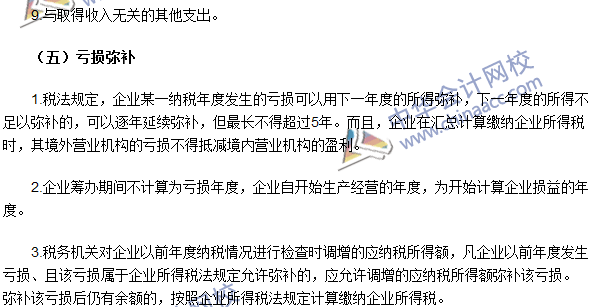 9.与取得收入无关的其他支出。
（五）亏损弥补
1.税法规定，企业某一纳税年度发生的亏损可以用下一年度的所得弥补，下一年度的所得不
足以弥补的，可以逐年延续弥补，但最长不得超过5年。而且，企业在汇总计算缴纳企业所得税
时，其境外营业机构的亏损不得抵减境内营业机构的盈利。
2.企业筹办期间不计算为亏损年度，企业自开始生产经营的年度，为开始计算企业损益的年
度。
3.税务机关对企业以前年度纳税情况进行检查时调增的应纳税所得额，凡企业以前年度发生
亏损、且该亏损属于企业所得税法规定允许弥补的，应允许调增的应纳税所得额弥补该亏损。
弥补该亏损后仍有余额的，按照企业所得税法规定计算缴纳企业所得税。
中华会计网校
www.chinaacc.com